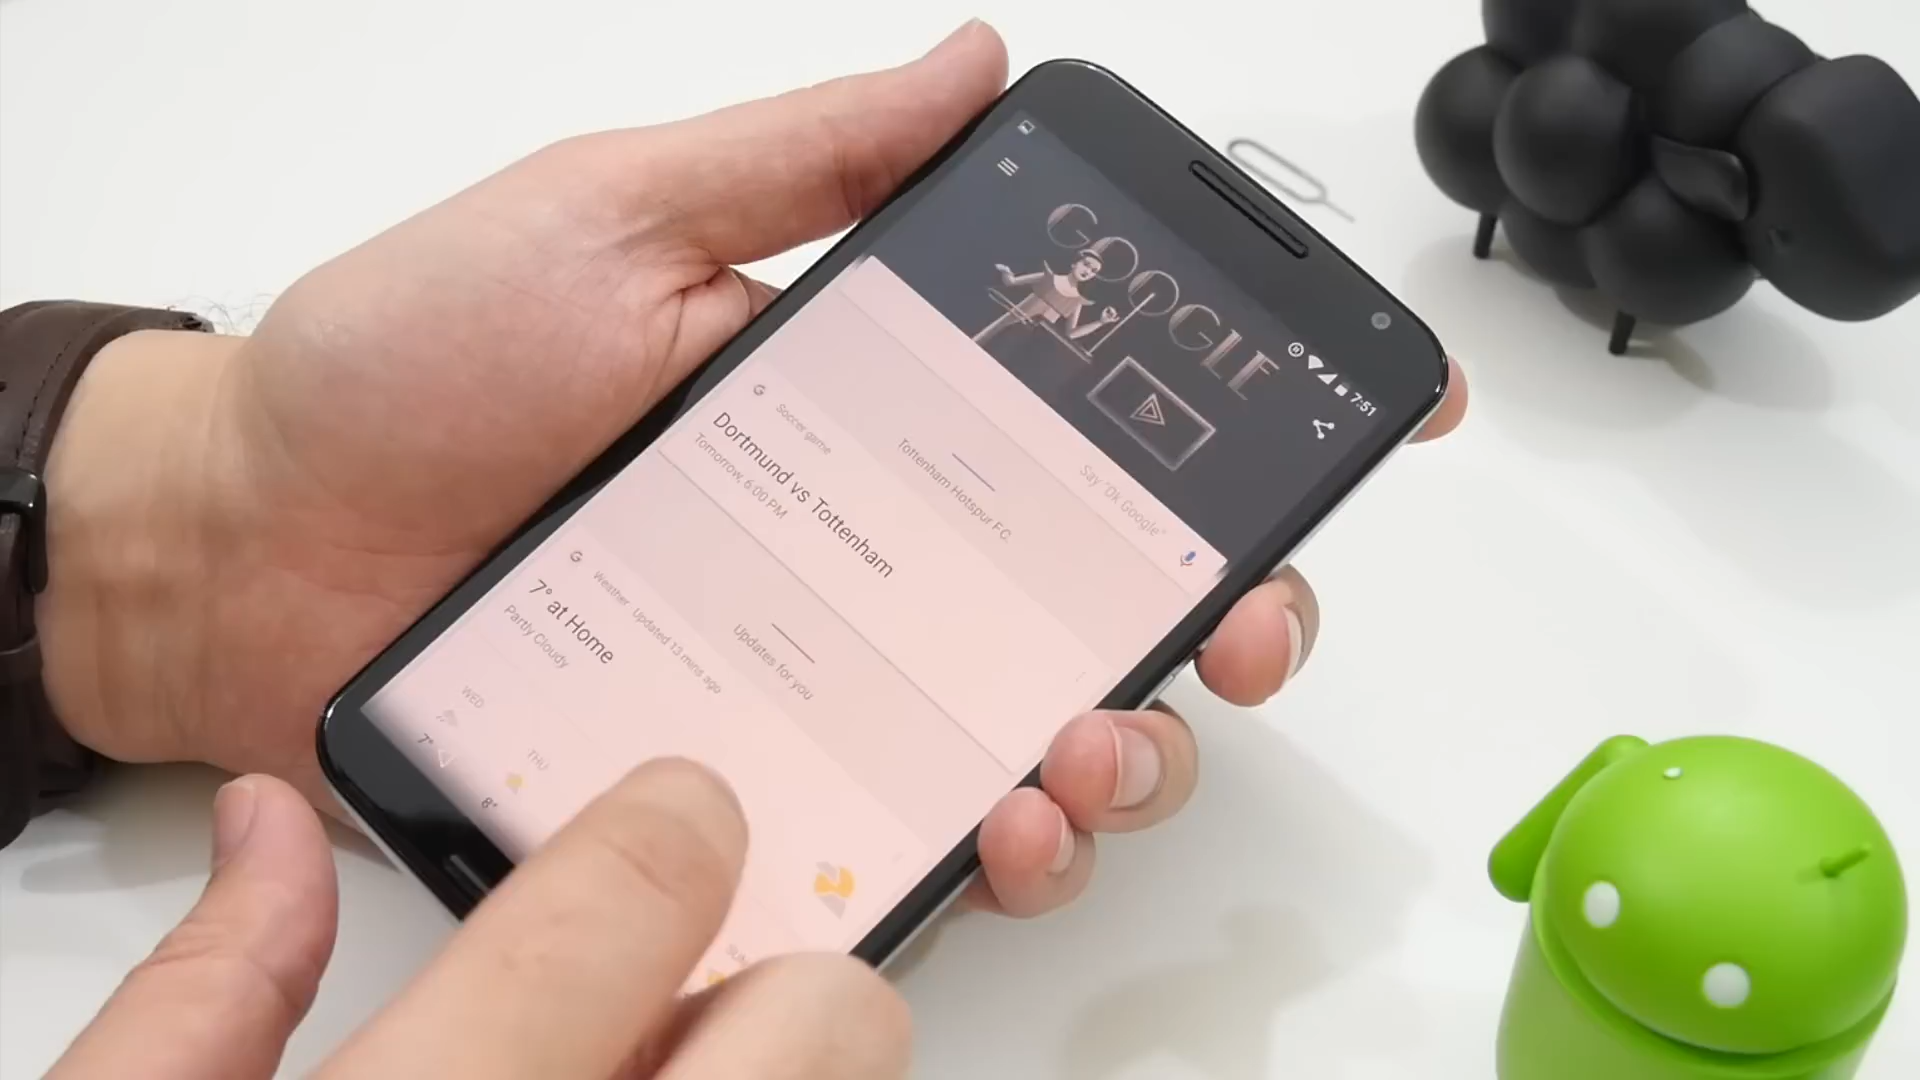 7:51
GOOGLE
Say "Ok Google"
Tottenham Hotspur F.C.
Soccer game
Dortmund vs Tottenham
Tomorrow, 6:00 PM
Updates for you
Weather Updated 13 mins ago
7° at Home
Partly Cloudy
WED
7°
THU
8°
SUN